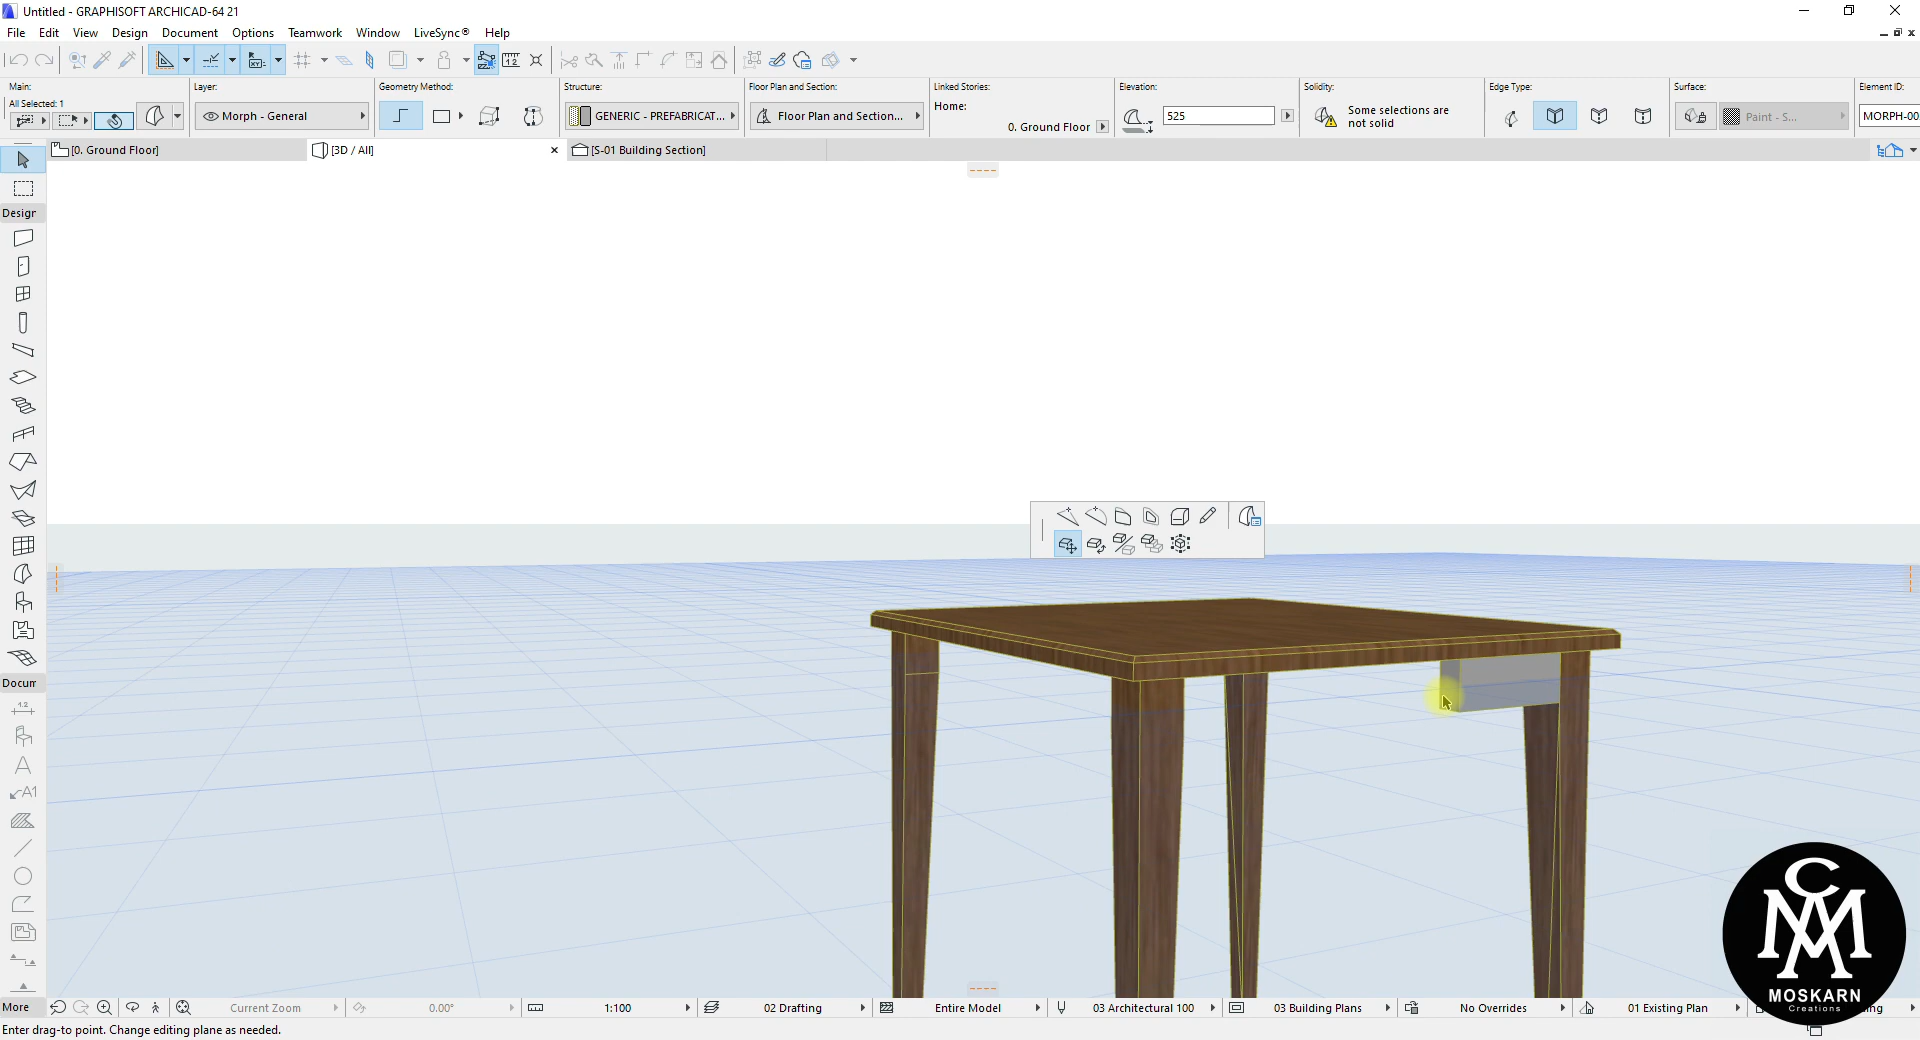 Untitled - GRAPHISOFT ARCHICAD-64 21
File Edit View Design Document Options Teamwork Window LiveSync® Help
Main: Layer: Geometry Method: Structure: Floor Plan and Section: Linked Stories: Elevation: Solidity: Edge Type: Surface: Element ID:
All Selected: 1
Morph - General
GENERIC - PREFABRICAT...
Floor Plan and Section...
Home:
0. Ground Floor
525
Some selections are
not solid
Paint - S...
MORPH-00
[0. Ground Floor]
[3D / All]
[S-01 Building Section]
Design
Docum
1.2
A
A1
More
Current Zoom
0.00°
1:100
02 Drafting
Entire Model
03 Architectural 100
03 Building Plans
No Overrides
01 Existing Plan
Enter drag-to point. Change editing plane as needed.
CM
MOSKARN
Creations